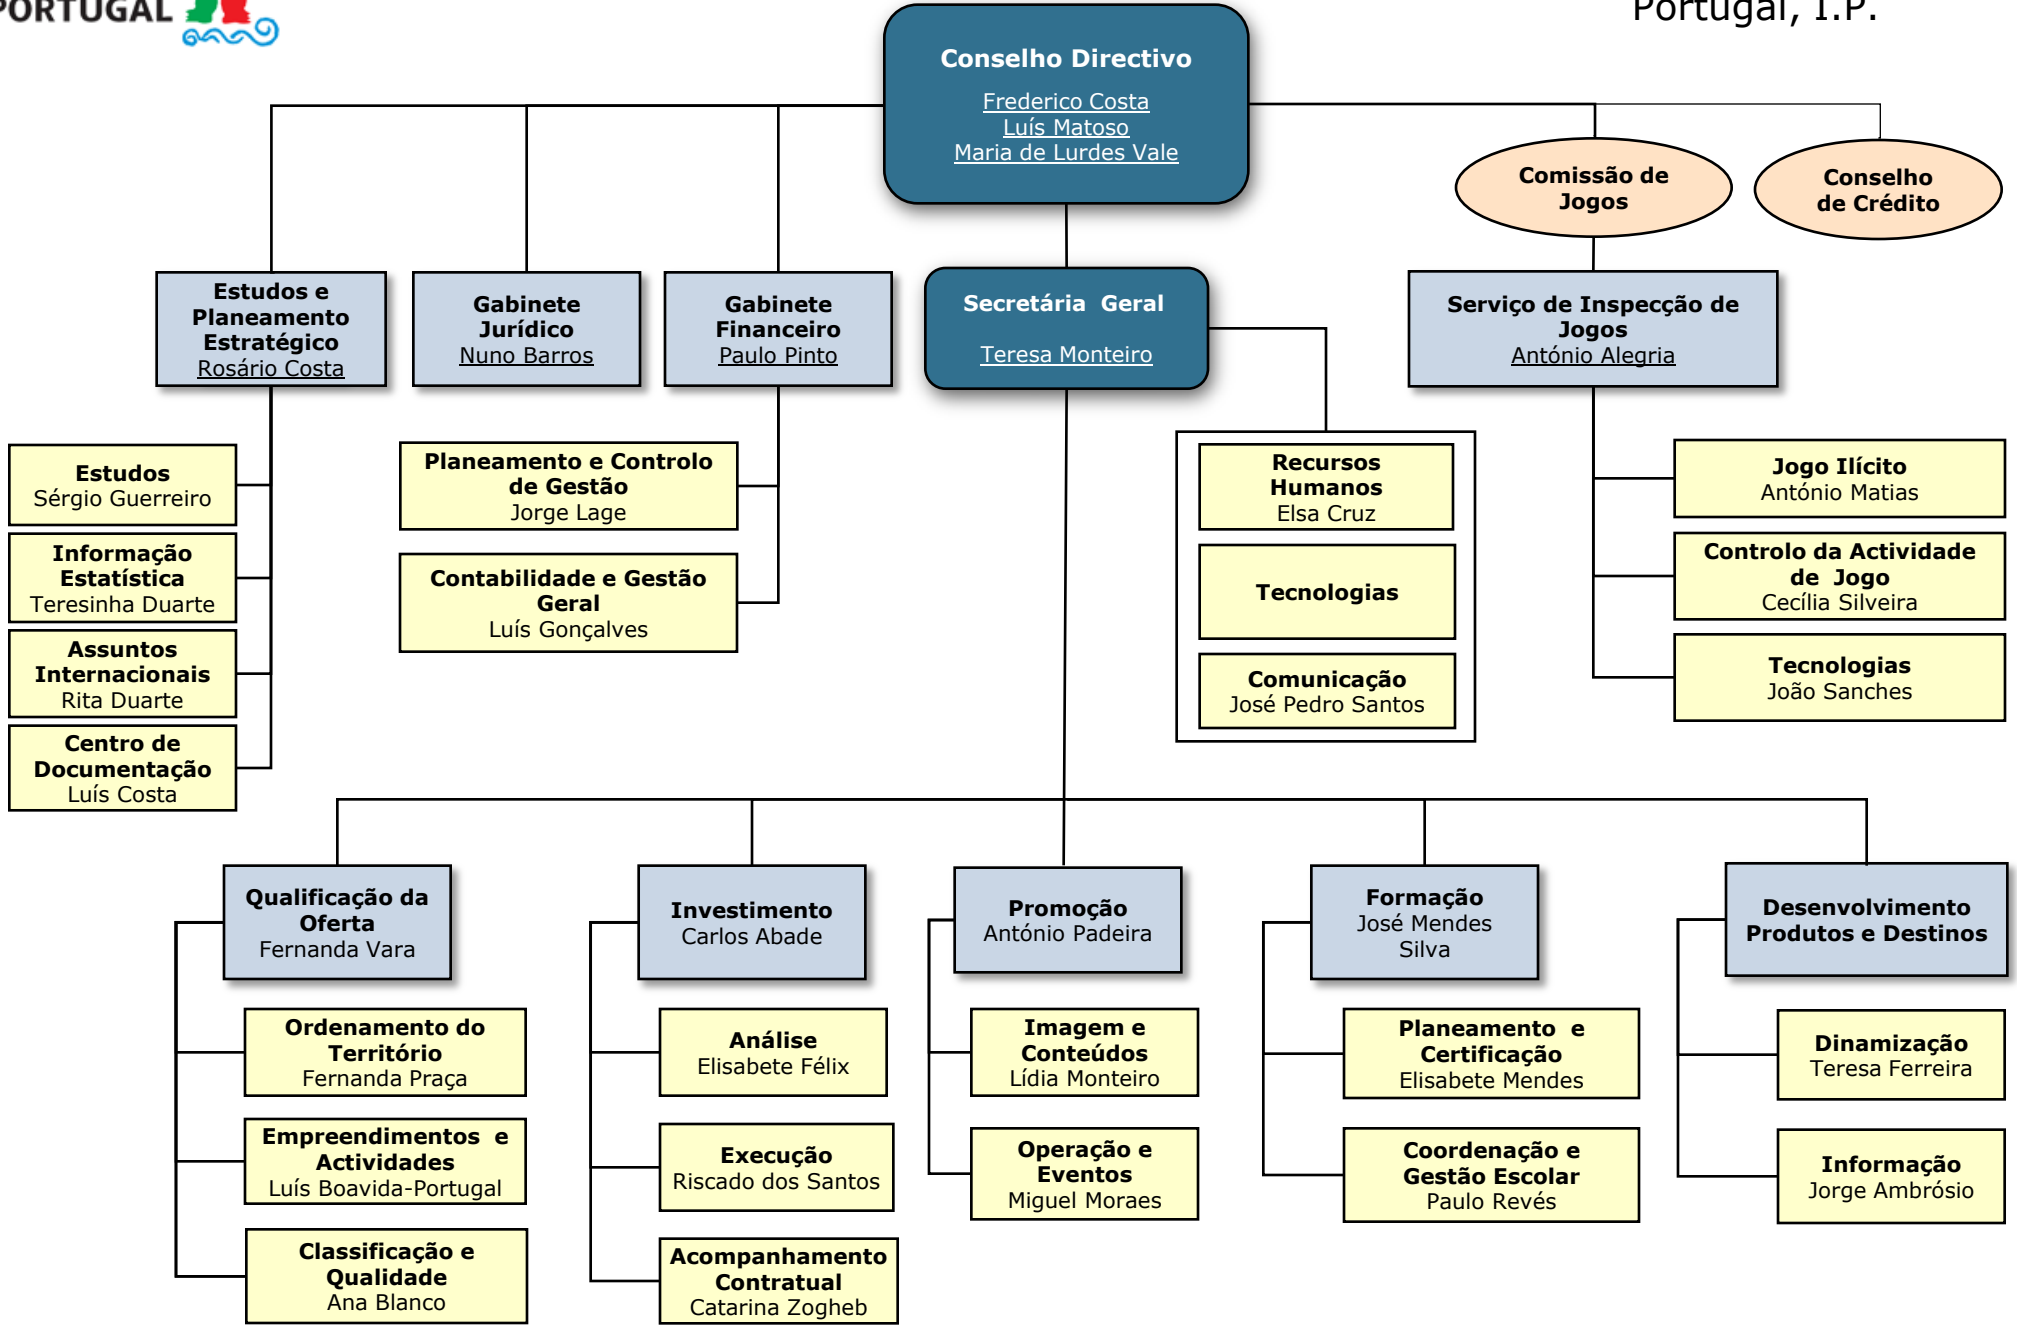 PORTUGAL
Portugal, I.P.
Conselho Directivo
Frederico Costa
Luís Matoso
Maria de Lurdes Vale
Comissão de
Jogos
Conselho
de Crédito
Estudos e
Planeamento
Estratégico
Rosário Costa
Gabinete
Jurídico
Nuno Barros
Gabinete
Financeiro
Paulo Pinto
Secretária Geral
Teresa Monteiro
Serviço de Inspecção de
Jogos
António Alegria
Estudos
Sérgio Guerreiro
Informação
Estatística
Teresinha Duarte
Assuntos
Internacionais
Rita Duarte
Centro de
Documentação
Luís Costa
Planeamento e Controlo
de Gestão
Jorge Lage
Contabilidade e Gestão
Geral
Luís Gonçalves
Recursos
Humanos
Elsa Cruz
Tecnologias
Comunicação
José Pedro Santos
Jogo Ilícito
António Matias
Controlo da Actividade
de Jogo
Cecília Silveira
Tecnologias
João Sanches
Qualificação da
Oferta
Fernanda Vara
Ordenamento do
Território
Fernanda Praça
Empreendimentos e
Actividades
Luís Boavida-Portugal
Classificação e
Qualidade
Ana Blanco
Investimento
Carlos Abade
Análise
Elisabete Félix
Execução
Riscado dos Santos
Acompanhamento
Contratual
Catarina Zogheb
Promoção
António Padeira
Imagem e
Conteúdos
Lídia Monteiro
Operação e
Eventos
Miguel Moraes
Formação
José Mendes
Silva
Planeamento e
Certificação
Elisabete Mendes
Coordenação e
Gestão Escolar
Paulo Revés
Desenvolvimento
Produtos e Destinos
Dinamização
Teresa Ferreira
Informação
Jorge Ambrósio